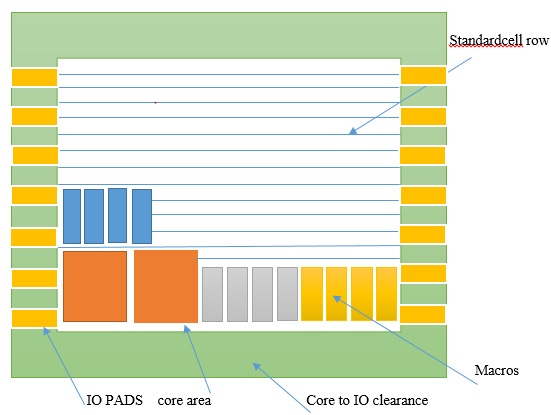 Standardcell row
Macros
IO PADS
core area
Core to IO clearance